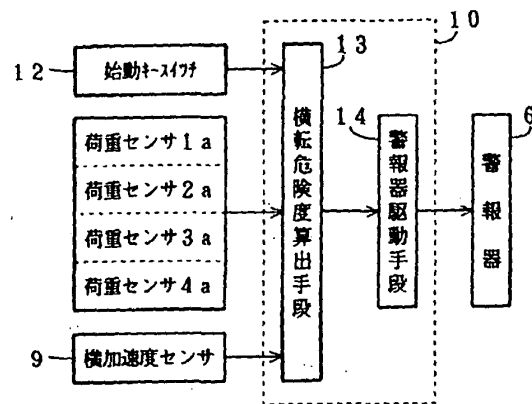 10
13
12
始動キースイッチ
14
6
荷重センサ1a
荷重センサ2a
荷重センサ3a
荷重センサ4a
横転危険度算出手段
警報器駆動手段
警報器
9
横加速度センサ